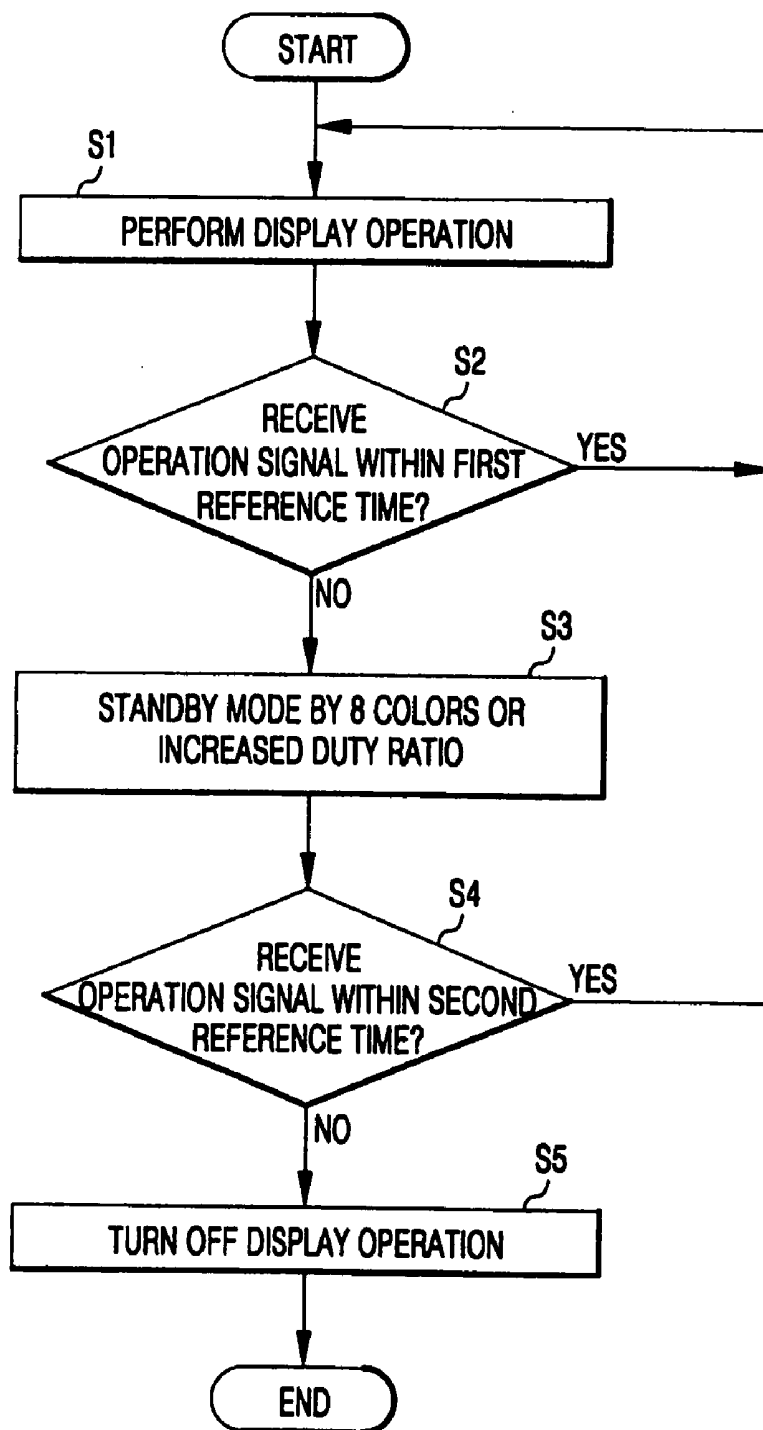 START
S1
PERFORM DISPLAY OPERATION
S2
RECEIVE
OPERATION SIGNAL WITHIN FIRST
REFERENCE TIME?
YES
NO
S3
STANDBY MODE BY 8 COLORS OR
INCREASED DUTY RATIO
S4
RECEIVE
OPERATION SIGNAL WITHIN SECOND
REFERENCE TIME?
YES
NO
S5
TURN OFF DISPLAY OPERATION
END